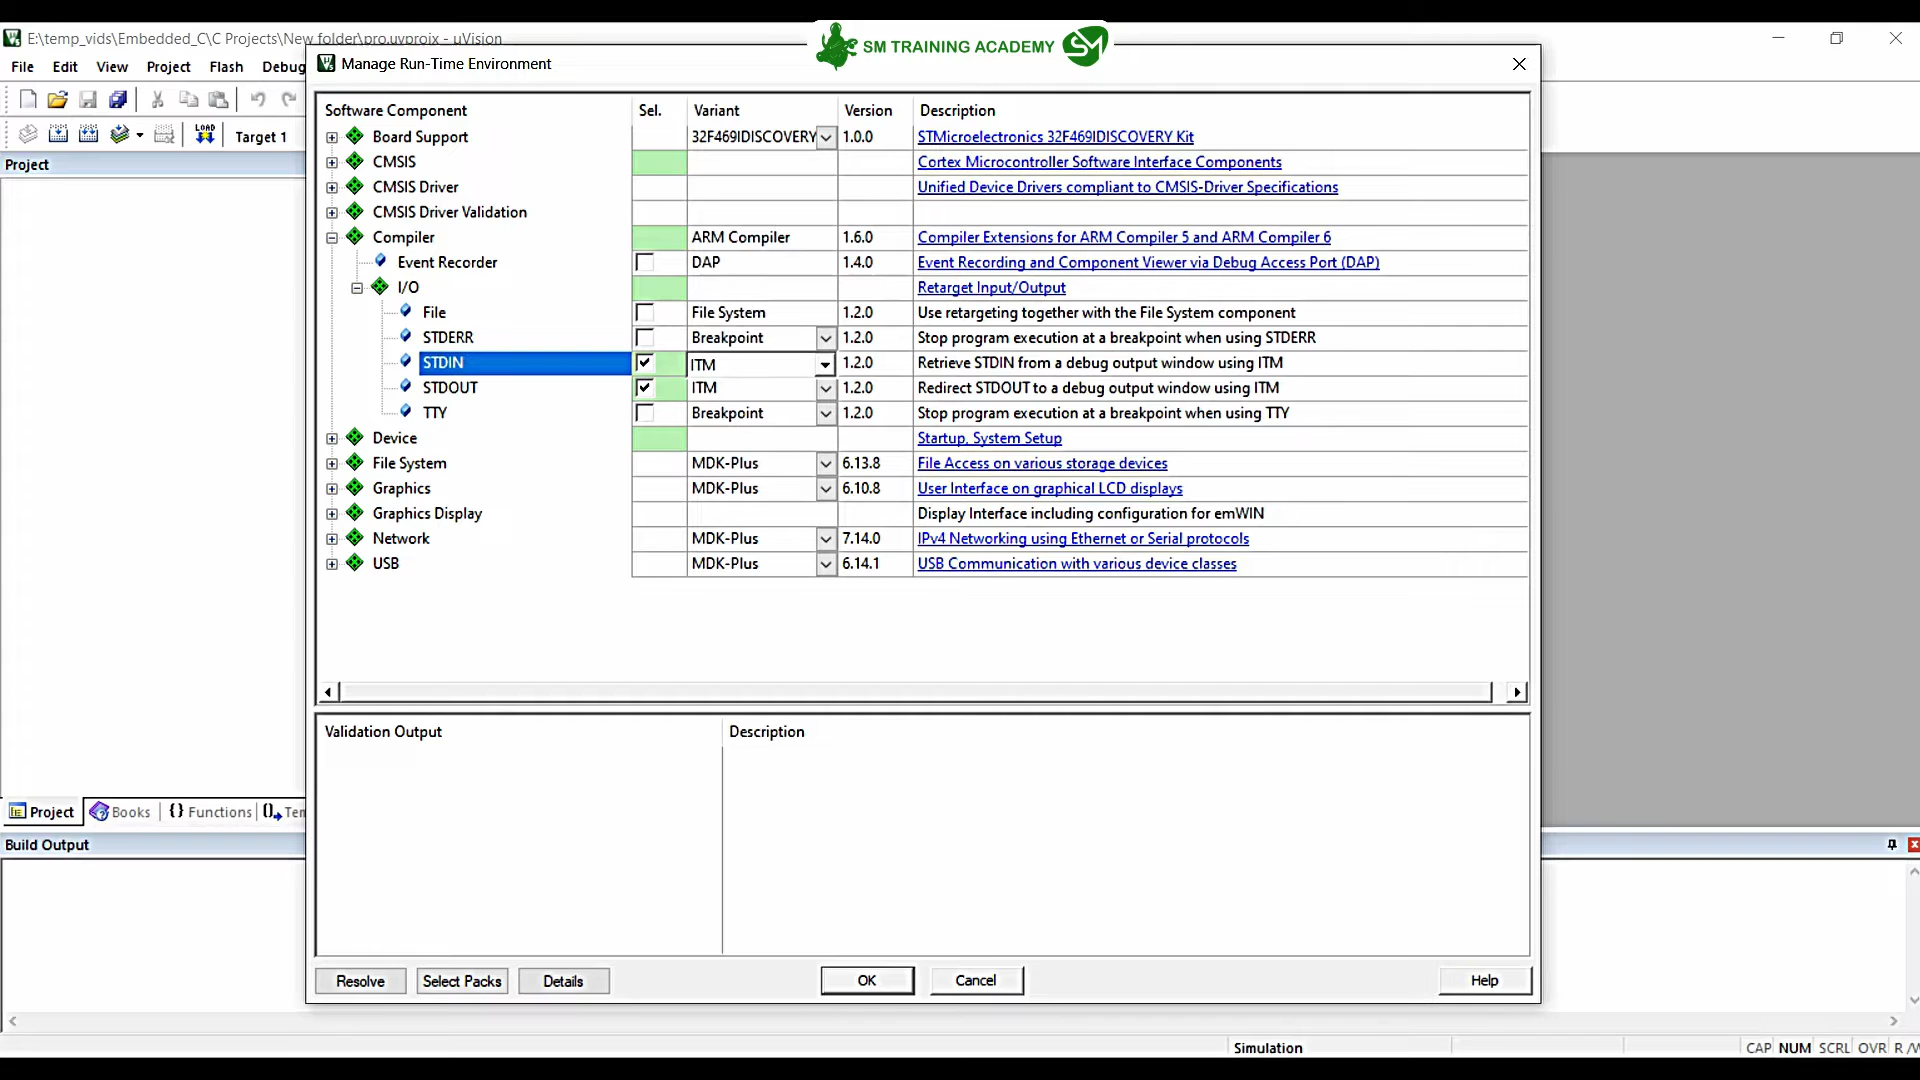 E:\temp_vids\Embedded_C\C Projects\New folder\pro.uvprojx - µVision
SM TRAINING ACADEMY SM
File Edit View Project Flash Debug
Manage Run-Time Environment
LOAD Target 1
Project
Software Component Sel. Variant Version Description
Board Support 32F469IDISCOVERY 1.0.0 STMicroelectronics 32F469IDISCOVERY Kit
CMSIS Cortex Microcontroller Software Interface Components
CMSIS Driver Unified Device Drivers compliant to CMSIS-Driver Specifications
CMSIS Driver Validation
Compiler ARM Compiler 1.6.0 Compiler Extensions for ARM Compiler 5 and ARM Compiler 6
Event Recorder DAP 1.4.0 Event Recording and Component Viewer via Debug Access Port (DAP)
I/O Retarget Input/Output
File File System 1.2.0 Use retargeting together with the File System component
STDERR Breakpoint 1.2.0 Stop program execution at a breakpoint when using STDERR
STDIN ITM 1.2.0 Retrieve STDIN from a debug output window using ITM
STDOUT ITM 1.2.0 Redirect STDOUT to a debug output window using ITM
TTY Breakpoint 1.2.0 Stop program execution at a breakpoint when using TTY
Device Startup, System Setup
File System MDK-Plus 6.13.8 File Access on various storage devices
Graphics MDK-Plus 6.10.8 User Interface on graphical LCD displays
Graphics Display Display Interface including configuration for emWIN
Network MDK-Plus 7.14.0 IPv4 Networking using Ethernet or Serial protocols
USB MDK-Plus 6.14.1 USB Communication with various device classes
Validation Output Description
Project Books {} Functions Tem
Build Output
Resolve Select Packs Details OK Cancel Help
Simulation CAP NUM SCRL OVR R/W